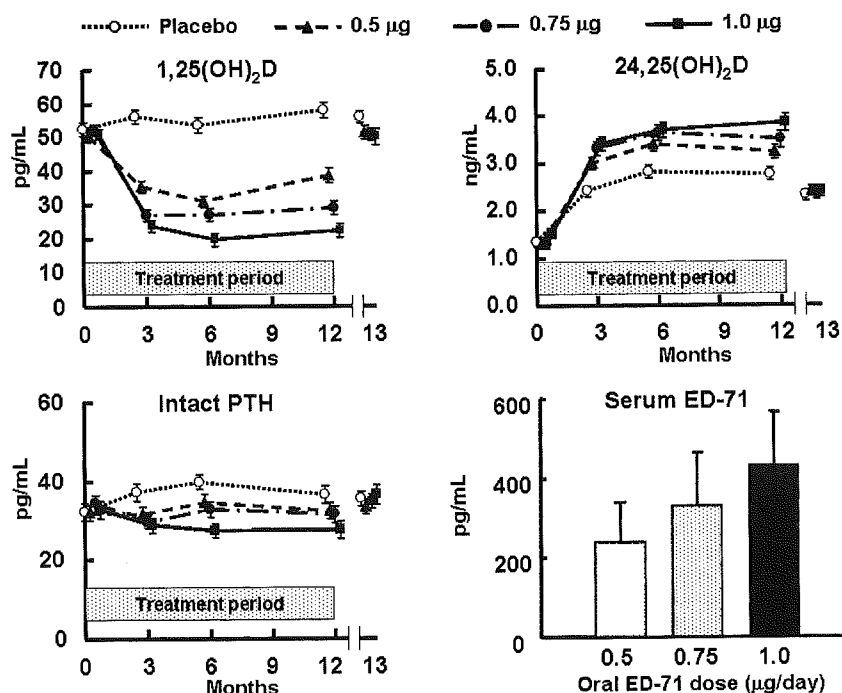 Placebo 0.5 µg 0.75 µg 1.0 µg
1,25(OH)₂D
70
60
50
40
30
20
10
0
pg/mL
Treatment period
0 3 6 9 12 13
Months
24,25(OH)₂D
5.0
4.0
3.0
2.0
1.0
0.0
ng/mL
Treatment period
0 3 6 9 12 13
Months
Intact PTH
60
40
20
0
pg/mL
Treatment period
0 3 6 9 12 13
Months
Serum ED-71
600
400
200
0
pg/mL
0.5 0.75 1.0
Oral ED-71 dose (µg/day)